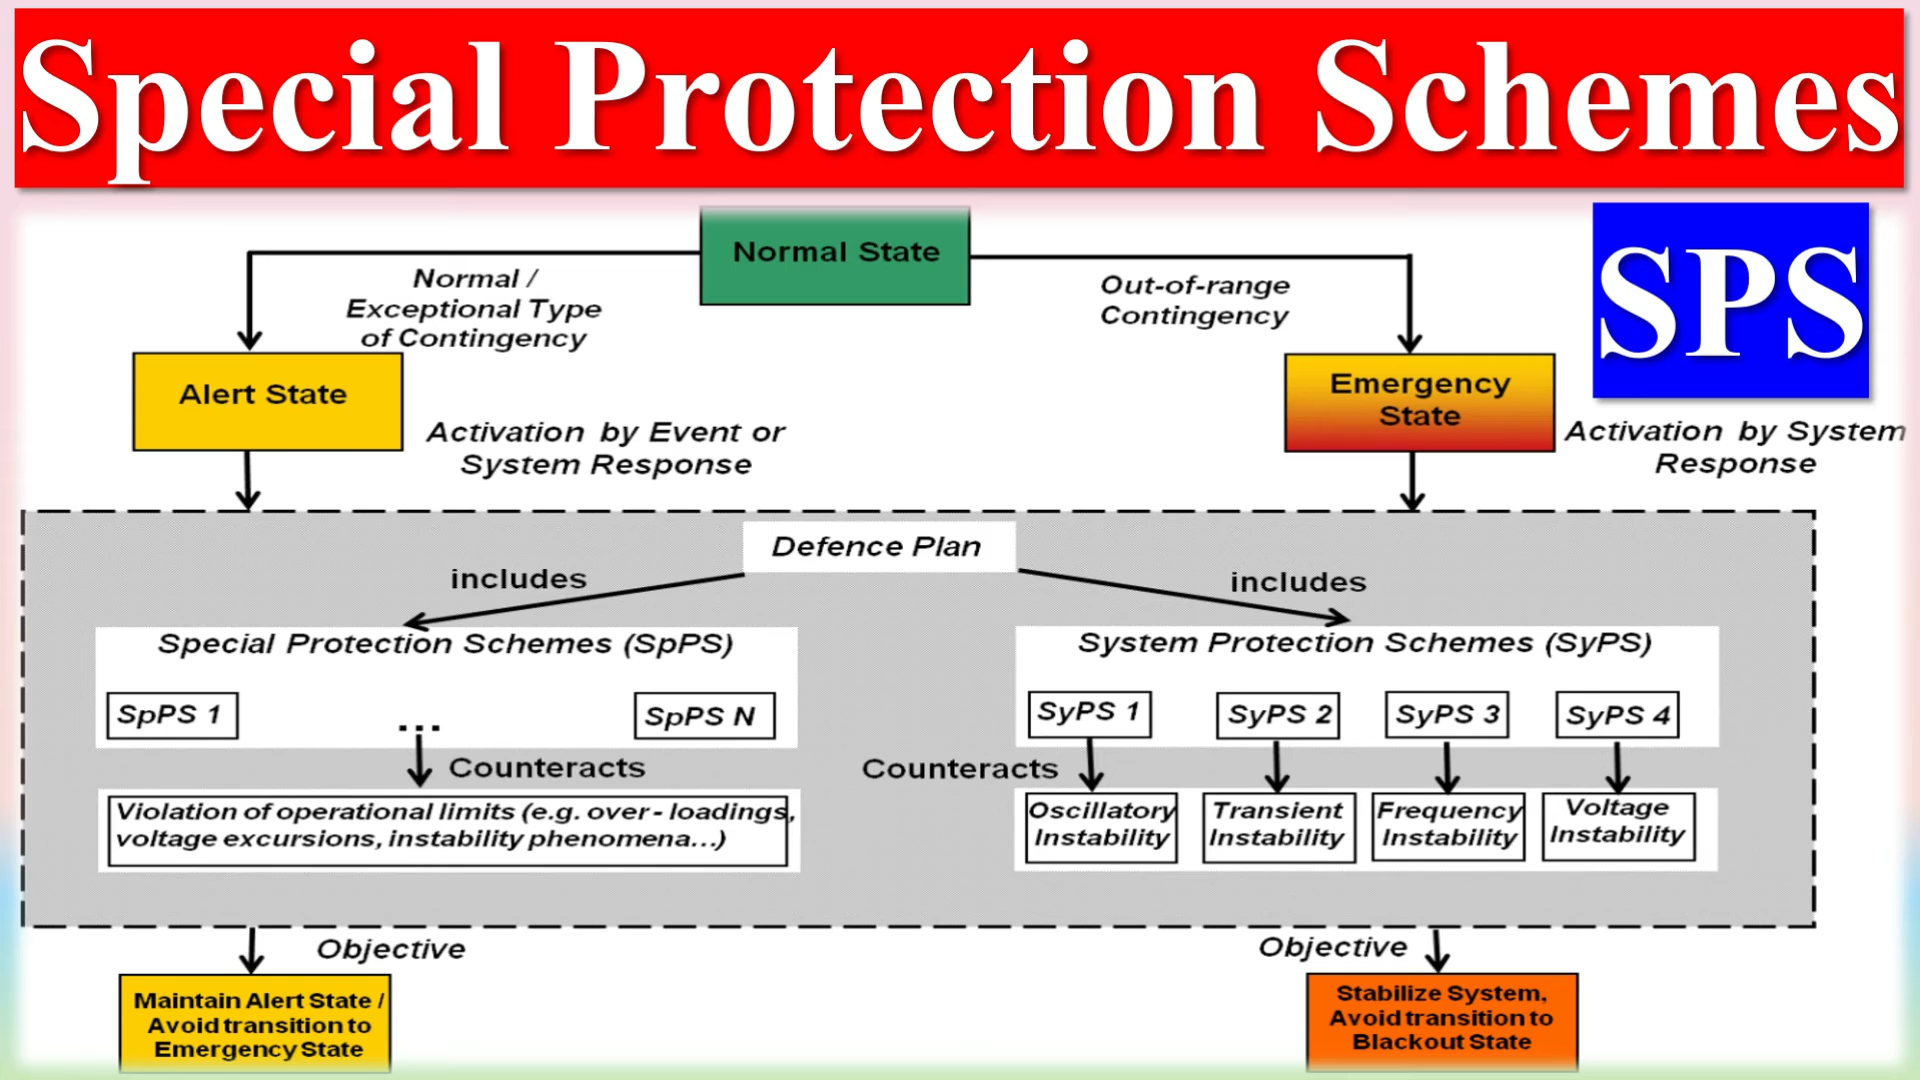 Special Protection Schemes
SPS
Normal State
Normal /
Exceptional Type
of Contingency
Out-of-range
Contingency
Alert State
Emergency
State
Activation by Event or
System Response
Activation by System
Response
Defence Plan
includes
includes
Special Protection Schemes (SpPS)
System Protection Schemes (SyPS)
SpPS 1
...
SpPS N
SyPS 1
SyPS 2
SyPS 3
SyPS 4
Counteracts
Counteracts
Violation of operational limits (e.g. over - loadings,
voltage excursions, instability phenomena...)
Oscillatory
Instability
Transient
Instability
Frequency
Instability
Voltage
Instability
Objective
Objective
Maintain Alert State /
Avoid transition to
Emergency State
Stabilize System,
Avoid transition to
Blackout State